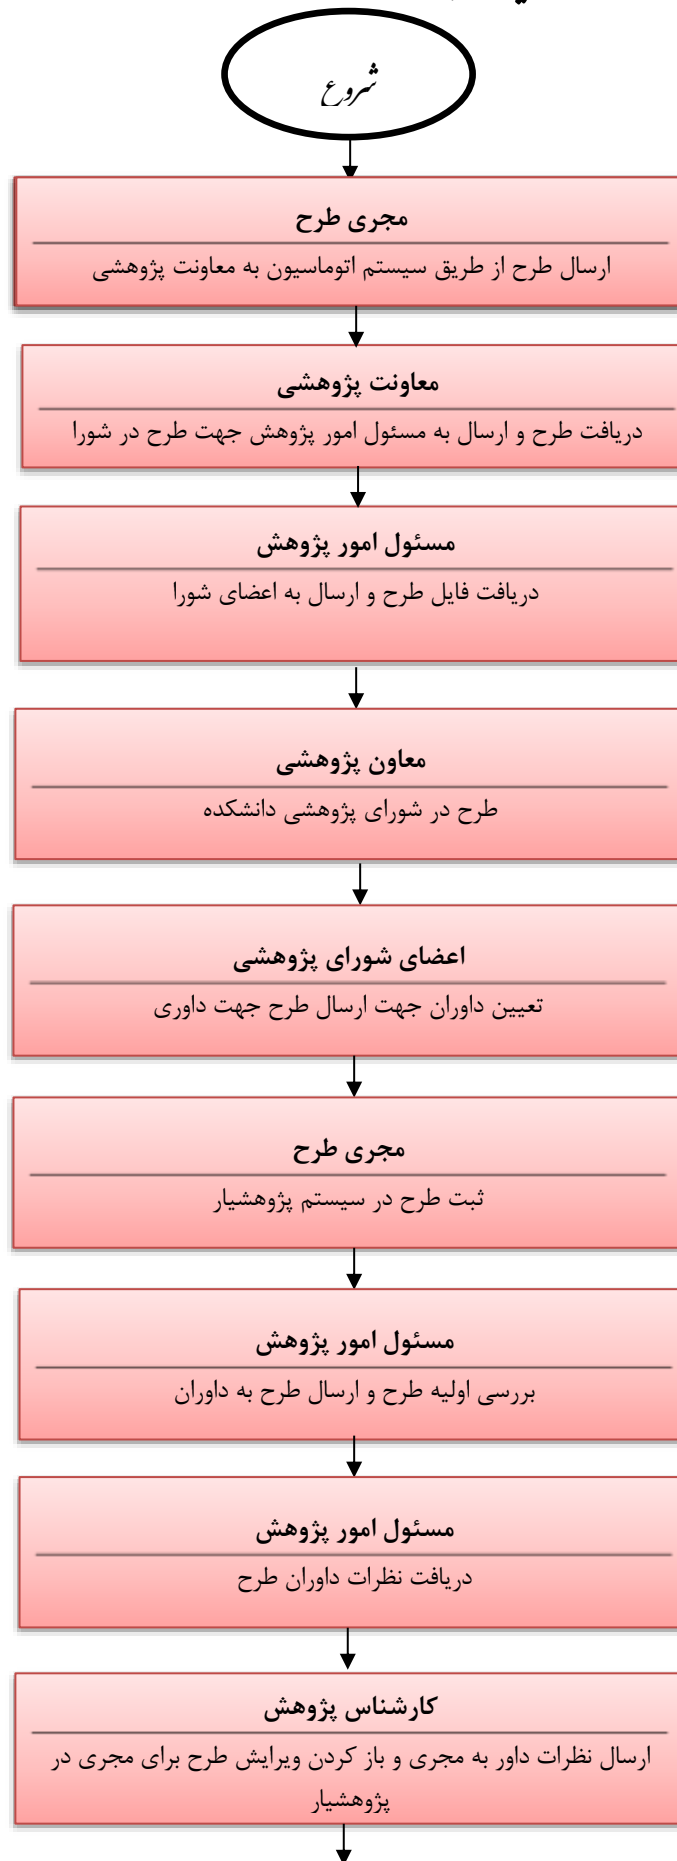 شروع
مجری طرح
ارسال طرح از طریق سیستم اتوماسیون به معاونت پژوهشی
معاونت پژوهشی
دریافت طرح و ارسال به مسئول امور پژوهش جهت طرح در شورا
مسئول امور پژوهش
دریافت فایل طرح و ارسال به اعضای شورا
معاون پژوهشی
طرح در شورای پژوهشی دانشکده
اعضای شورای پژوهشی
تعیین داوران جهت ارسال طرح جهت داوری
مجری طرح
ثبت طرح در سیستم پژوهشیار
مسئول امور پژوهش
بررسی اولیه طرح و ارسال طرح به داوران
مسئول امور پژوهش
دریافت نظرات داوران طرح
کارشناس پژوهش
ارسال نظرات داور به مجری و باز کردن ویرایش طرح برای مجری در
پژوهشیار